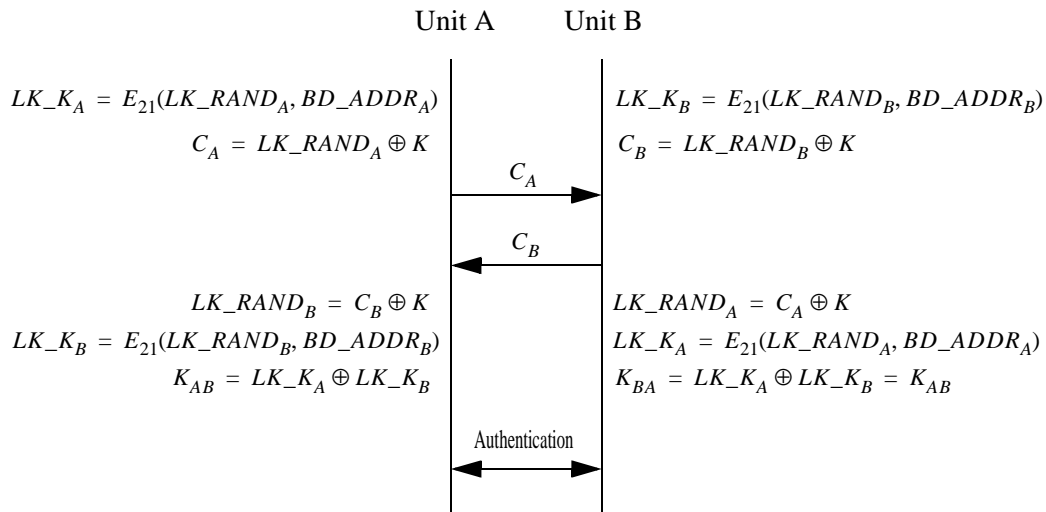 Unit A Unit B
LK_K_A = E_21(LK_RAND_A, BD_ADDR_A) LK_K_B = E_21(LK_RAND_B, BD_ADDR_B)
C_A = LK_RAND_A ⊕ K C_B = LK_RAND_B ⊕ K
C_A
C_B
LK_RAND_B = C_B ⊕ K LK_RAND_A = C_A ⊕ K
LK_K_B = E_21(LK_RAND_B, BD_ADDR_B) LK_K_A = E_21(LK_RAND_A, BD_ADDR_A)
K_AB = LK_K_A ⊕ LK_K_B K_BA = LK_K_A ⊕ LK_K_B = K_AB
Authentication